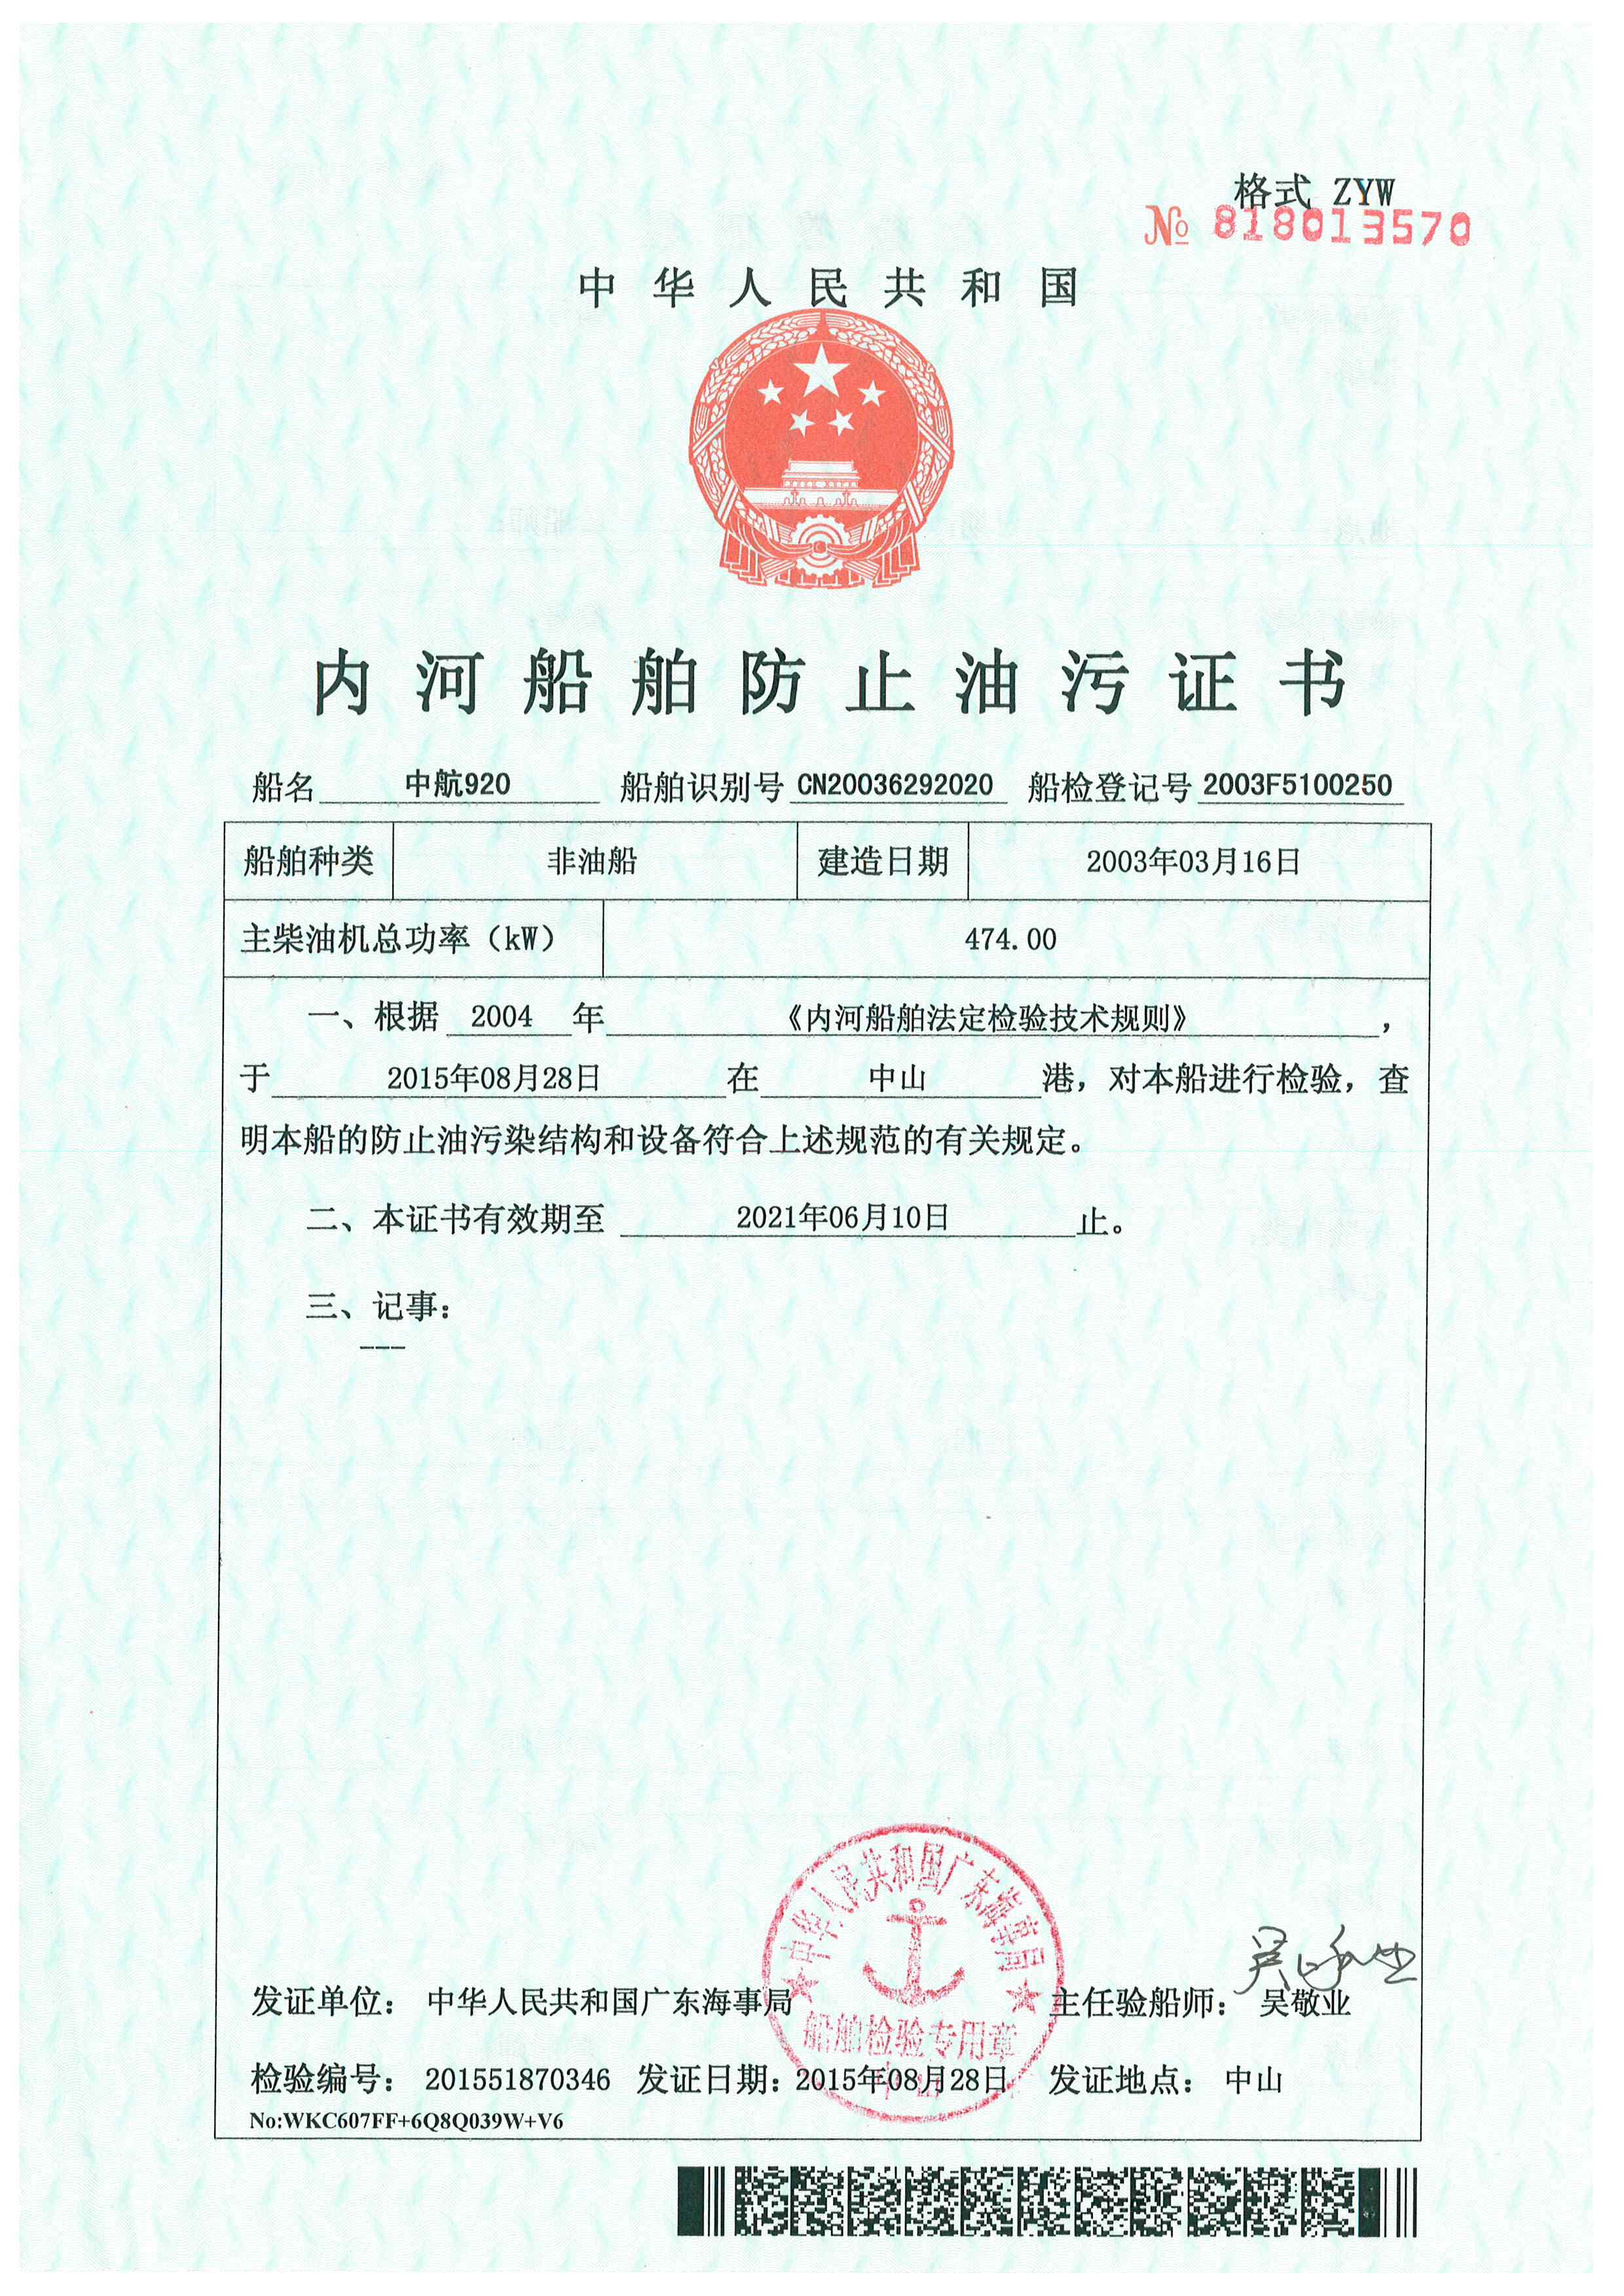 格式 ZYW
№ 818013570
中华人民共和国
内河船舶防止油污证书
船名 中航920 船舶识别号 CN20036292020 船检登记号 2003F5100250
船舶种类 非油船 建造日期 2003年03月16日
主柴油机总功率（kW） 474.00
一、根据 2004 年 《内河船舶法定检验技术规则》 ，
于 2015年08月28日 在 中山 港，对本船进行检验，查
明本船的防止油污染结构和设备符合上述规范的有关规定。
二、本证书有效期至 2021年06月10日 止。
三、记事：
---
中华人民共和国广东海事局
船舶检验专用章
发证单位： 中华人民共和国广东海事局 主任验船师： 吴敬业
检验编号： 201551870346 发证日期：2015年08月28日 发证地点： 中山
No:WKC607FF+6Q8Q039W+V6